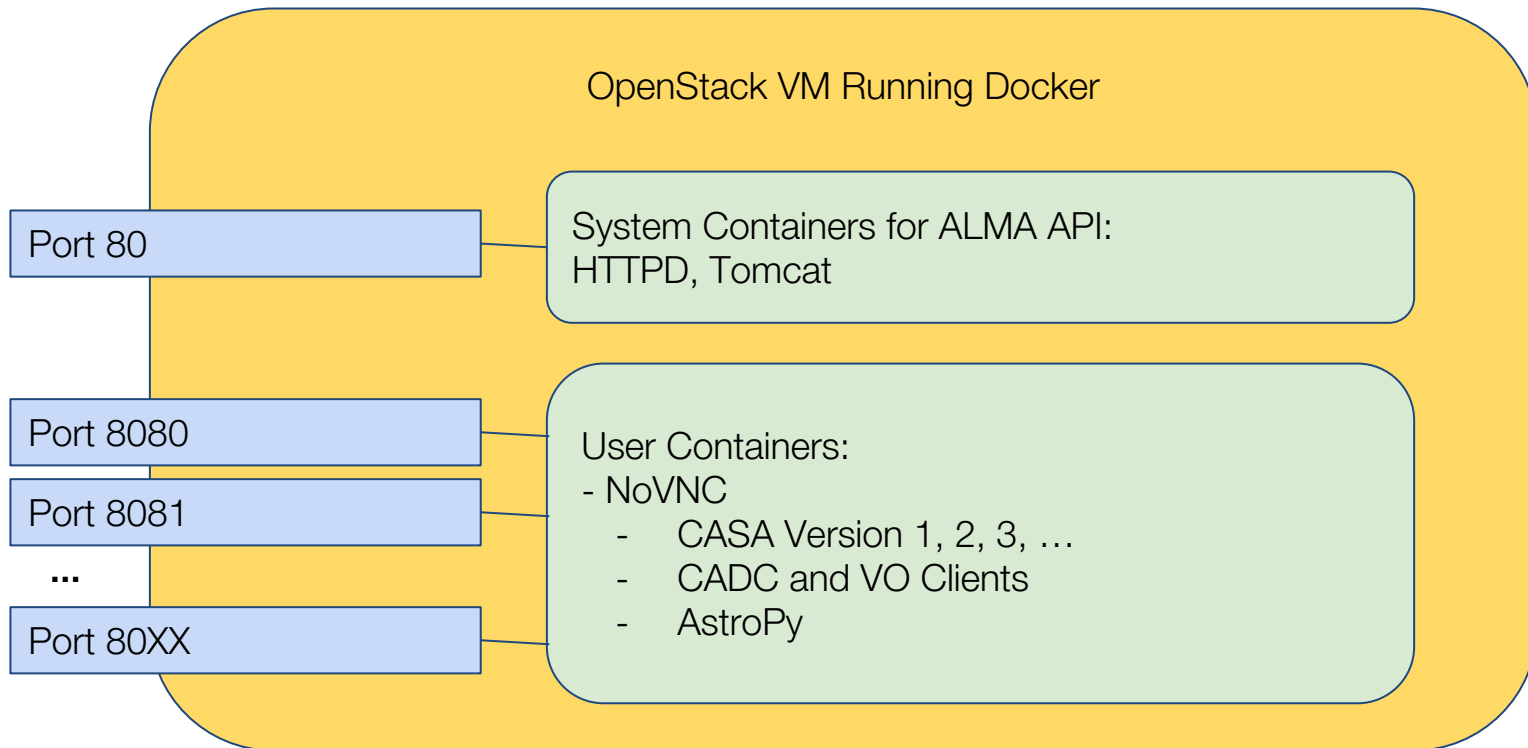 OpenStack VM Running Docker
Port 80
System Containers for ALMA API:
HTTPD, Tomcat
Port 8080
Port 8081
...
Port 80XX
User Containers:
- NoVNC
- CASA Version 1, 2, 3, …
- CADC and VO Clients
- AstroPy